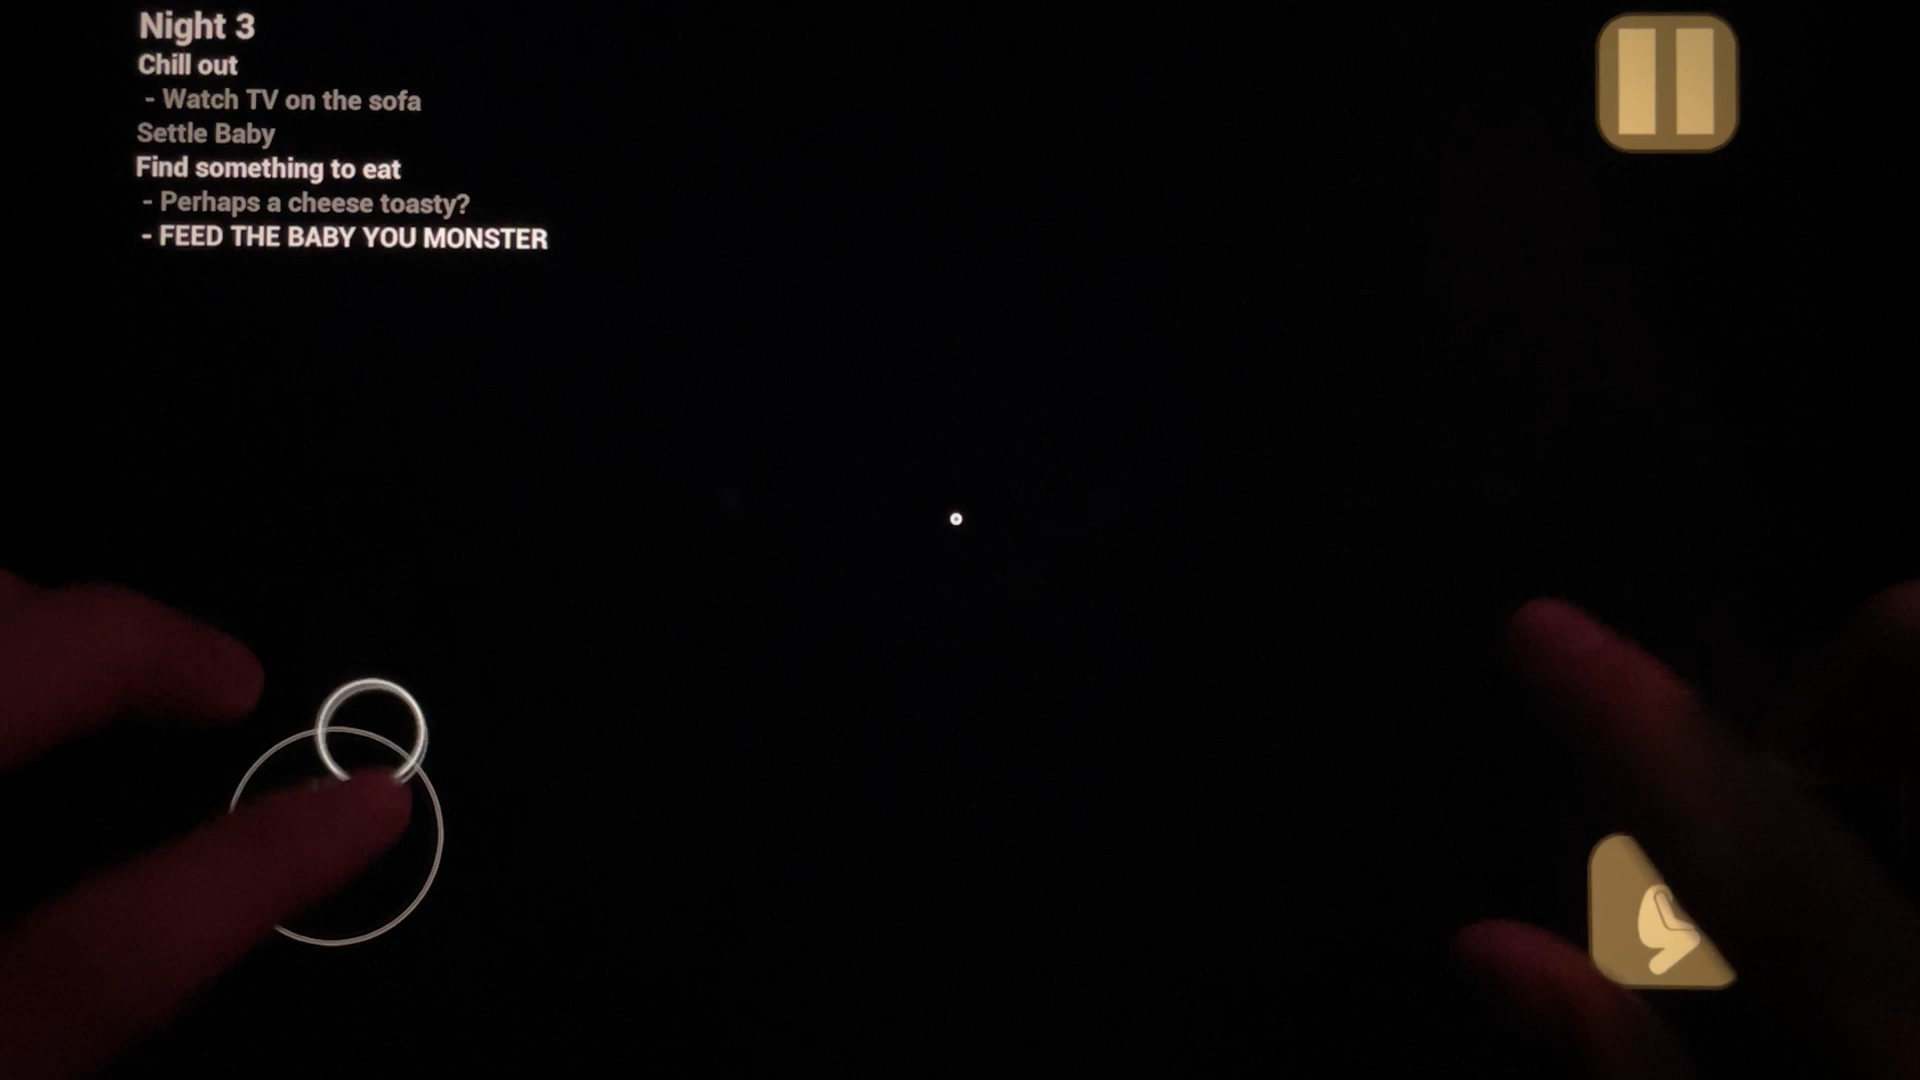 Night 3
Chill out
- Watch TV on the sofa
Settle Baby
Find something to eat
- Perhaps a cheese toasty?
- FEED THE BABY YOU MONSTER